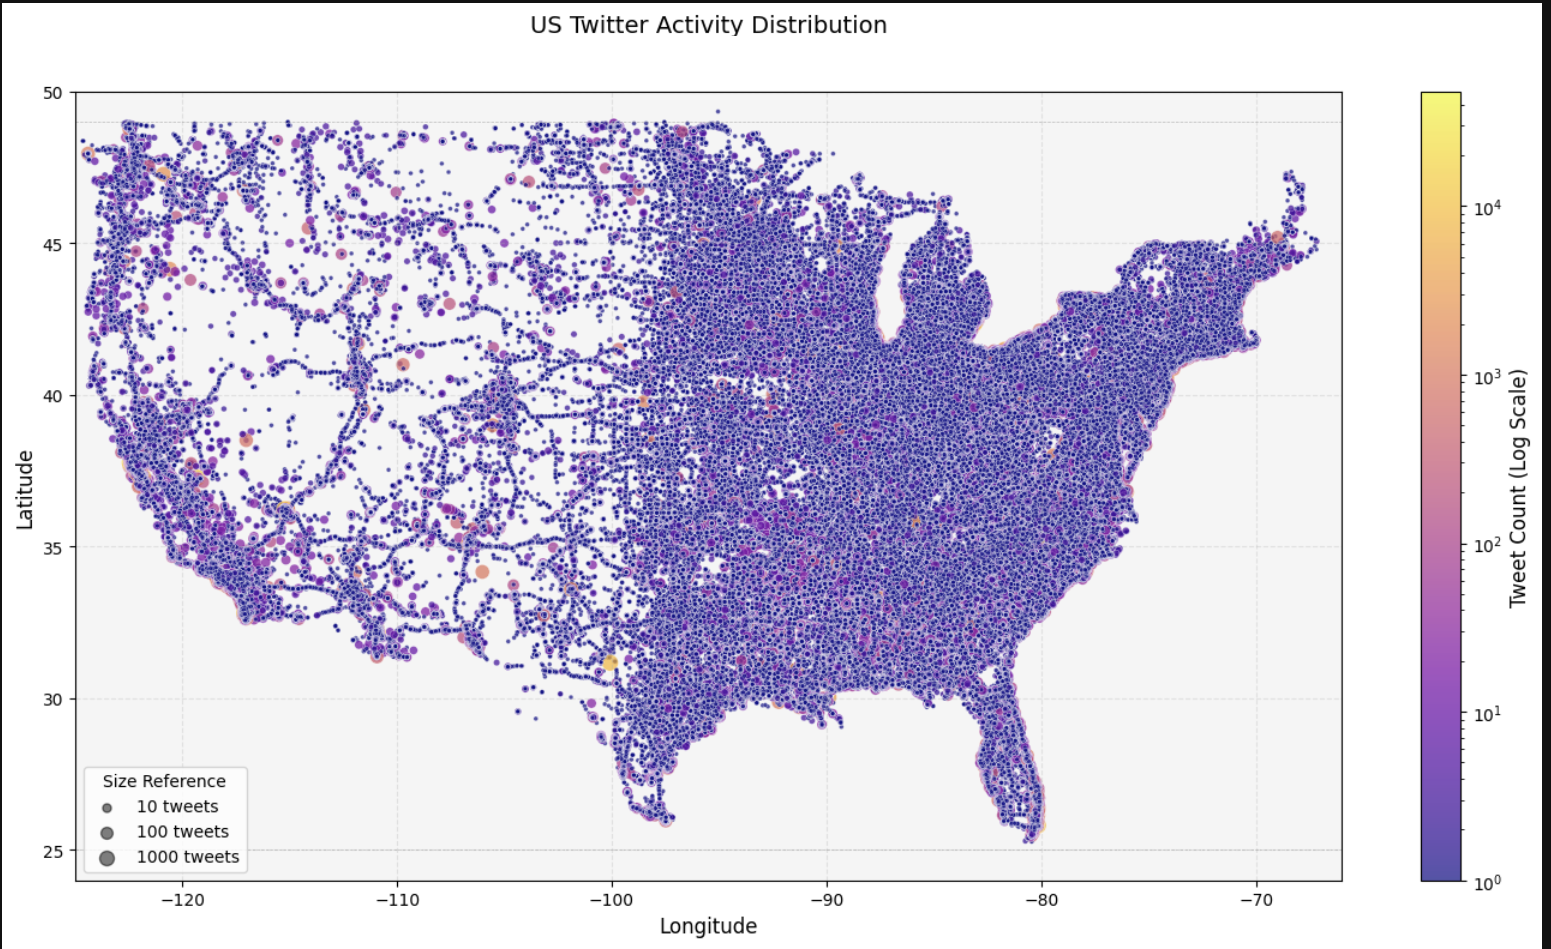 US Twitter Activity Distribution
50
45
40
35
30
25
Latitude
Size Reference
10 tweets
100 tweets
1000 tweets
−120
−110
−100
−90
−80
−70
Longitude
10⁴
10³
10²
10¹
10⁰
Tweet Count (Log Scale)